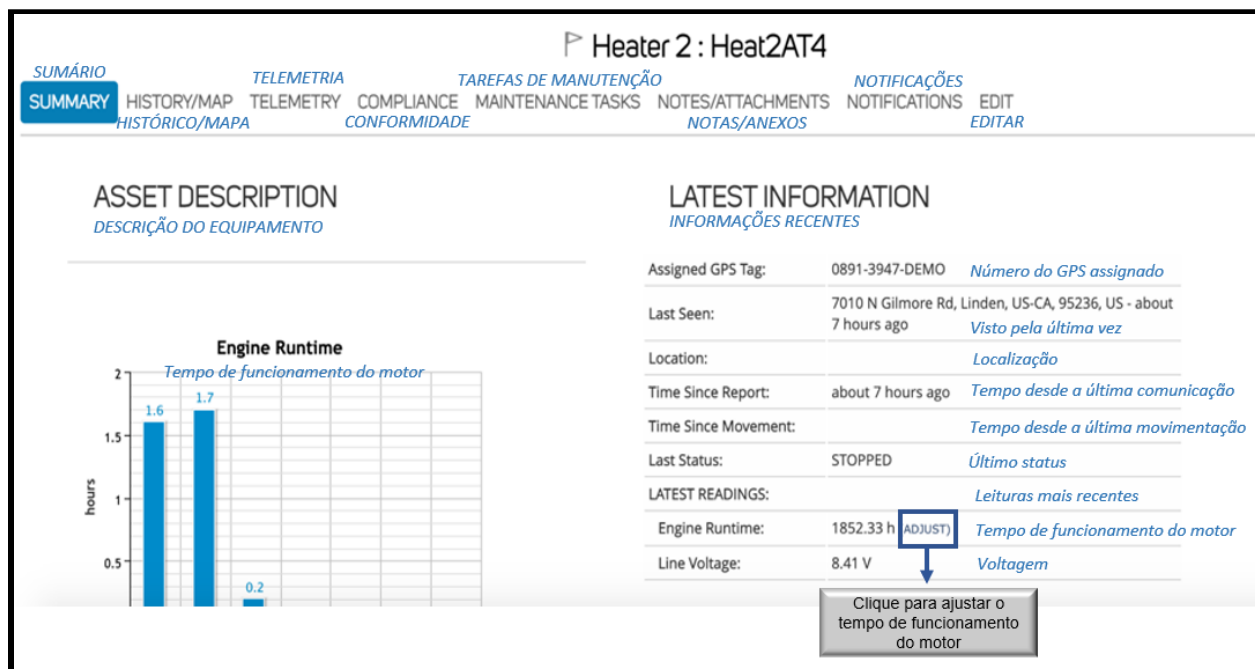 Heater 2 : Heat2AT4
SUMÁRIO TELEMETRIA TAREFAS DE MANUTENÇÃO NOTIFICAÇÕES
SUMMARY HISTORY/MAP TELEMETRY COMPLIANCE MAINTENANCE TASKS NOTES/ATTACHMENTS NOTIFICATIONS EDIT
HISTÓRICO/MAPA CONFORMIDADE NOTAS/ANEXOS EDITAR
ASSET DESCRIPTION
DESCRIÇÃO DO EQUIPAMENTO
Engine Runtime
Tempo de funcionamento do motor
2
1.6
1.7
1.5
hours
1
0.5
0.2
LATEST INFORMATION
INFORMAÇÕES RECENTES
Assigned GPS Tag: 0891-3947-DEMO Número do GPS assignado
Last Seen: 7010 N Gilmore Rd, Linden, US-CA, 95236, US - about
7 hours ago Visto pela última vez
Location: Localização
Time Since Report: about 7 hours ago Tempo desde a última comunicação
Time Since Movement: Tempo desde a última movimentação
Last Status: STOPPED Último status
LATEST READINGS: Leituras mais recentes
Engine Runtime: 1852.33 h ADJUST) Tempo de funcionamento do motor
Line Voltage: 8.41 V Voltagem
Clique para ajustar o
tempo de funcionamento
do motor